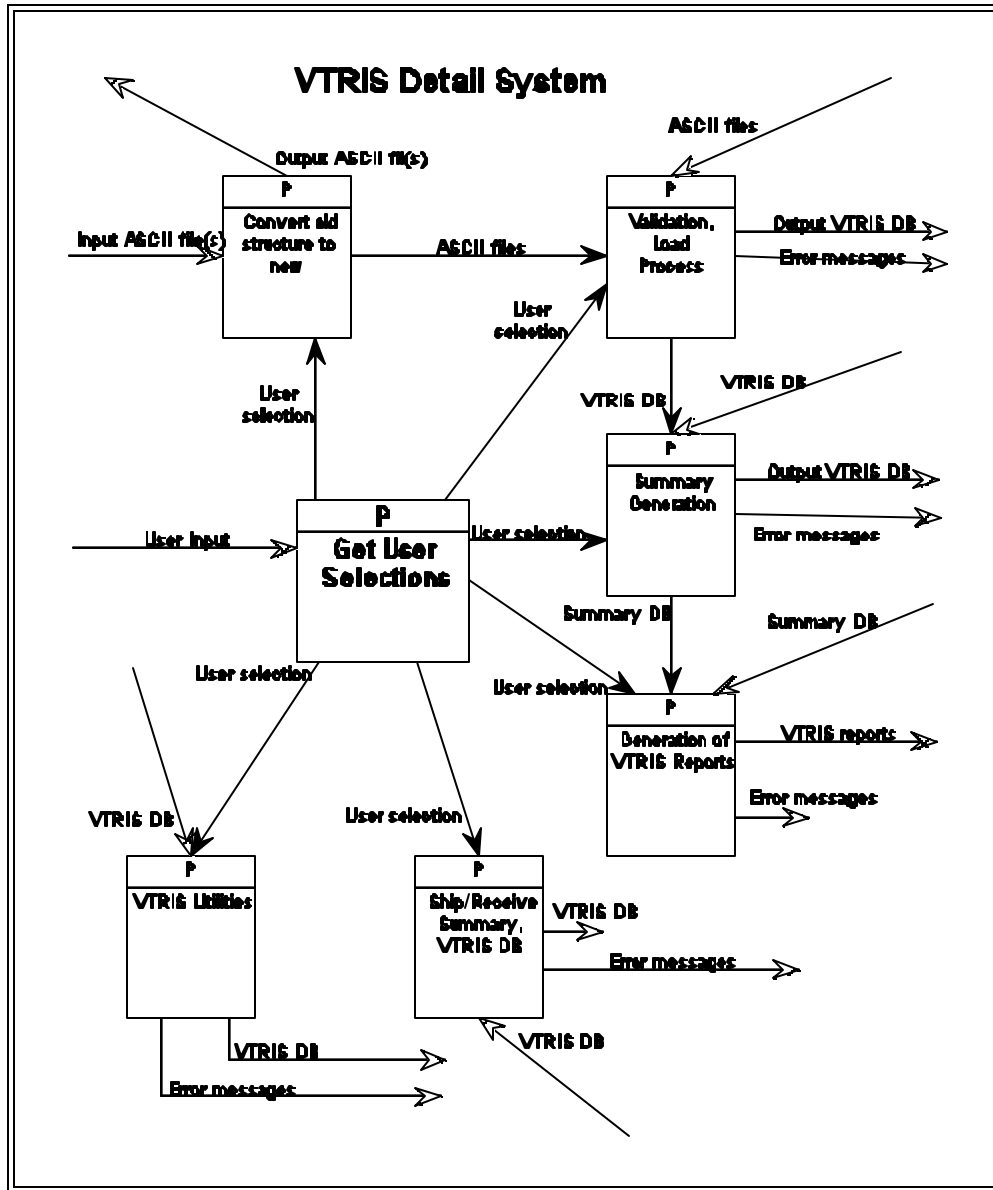 VTRIS Detail System
ASCII files
Output ASCII fil(s)
P
Convert old
structure to
new
Input ASCII file(s)
ASCII files
P
Validation,
Load
Process
Output VTRIS DB
Error messages
User
selection
User
selection
VTRIS DB
VTRIS DB
P
Summary
Generation
Output VTRIS DB
Error messages
User input
P
Get User
Selections
User selection
Summary DB
Summary DB
User selection
User selection
P
Generation of
VTRIS Reports
VTRIS reports
Error messages
VTRIS DB
User selection
P
VTRIS Utilities
P
Ship/Receive
Summary,
VTRIS DB
VTRIS DB
Error messages
VTRIS DB
VTRIS DB
Error messages